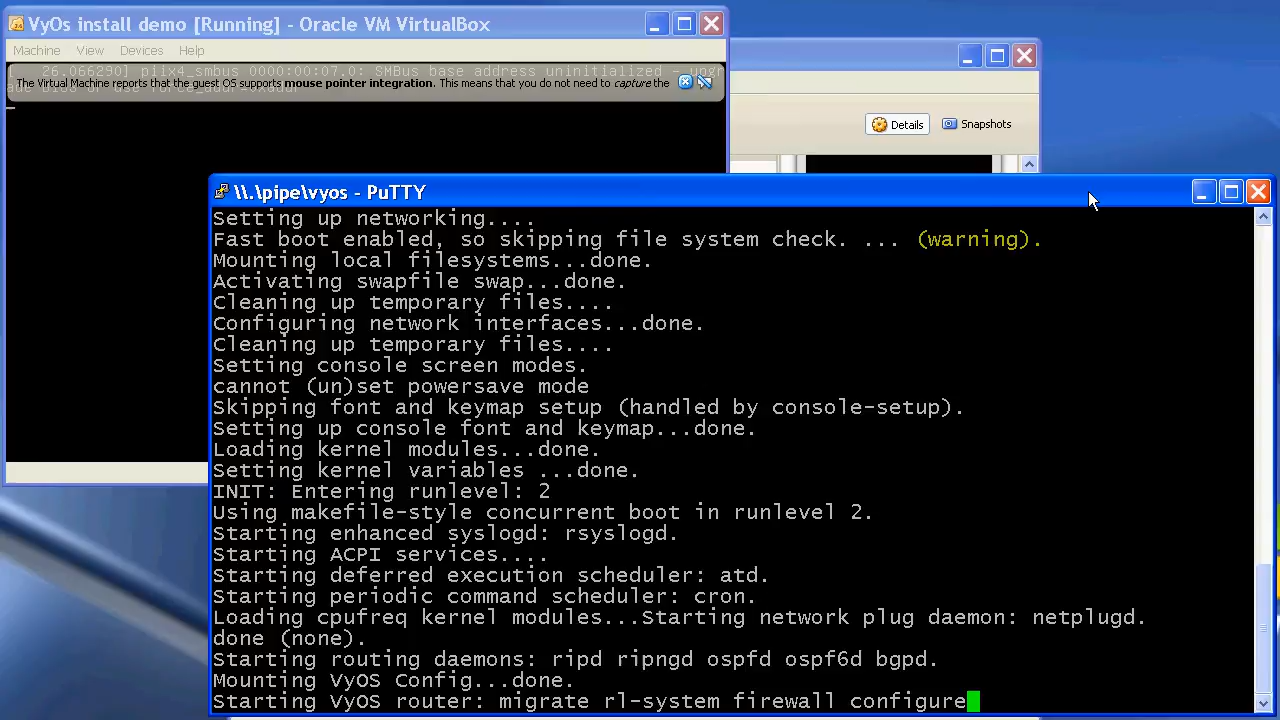 VyOs install demo [Running] - Oracle VM VirtualBox
Machine View Devices Help
26.066290] piix4_smbus 0000:00:07.0: SMBus base address uninitialized - upgr
The Virtual Machine reports that the guest OS supports mouse pointer integration. This means that you do not need to capture the
Details Snapshots
\\.\pipe\vyos - PuTTY
Setting up networking....
Fast boot enabled, so skipping file system check. ... (warning).
Mounting local filesystems...done.
Activating swapfile swap...done.
Cleaning up temporary files....
Configuring network interfaces...done.
Cleaning up temporary files....
Setting console screen modes.
cannot (un)set powersave mode
Skipping font and keymap setup (handled by console-setup).
Setting up console font and keymap...done.
Loading kernel modules...done.
Setting kernel variables ...done.
INIT: Entering runlevel: 2
Using makefile-style concurrent boot in runlevel 2.
Starting enhanced syslogd: rsyslogd.
Starting ACPI services....
Starting deferred execution scheduler: atd.
Starting periodic command scheduler: cron.
Loading cpufreq kernel modules...Starting network plug daemon: netplugd.
done (none).
Starting routing daemons: ripd ripngd ospfd ospf6d bgpd.
Mounting VyOS Config...done.
Starting VyOS router: migrate rl-system firewall configure